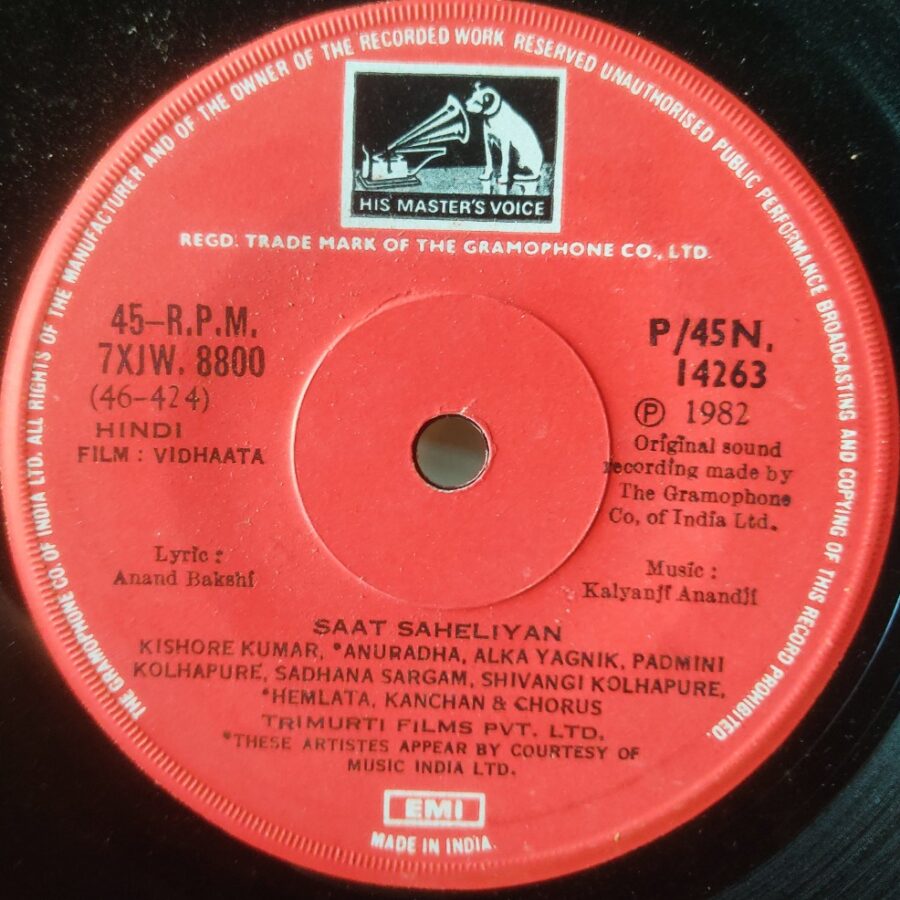 THE GRAMOPHONE CO. OF INDIA LTD. ALL RIGHTS OF THE MANUFACTURER AND OF THE OWNER OF THE RECORDED WORK RESERVED UNAUTHORISED PUBLIC PERFORMANCE BROADCASTING AND COPYING OF THIS RECORD PROHIBITED.
HIS MASTER'S VOICE
REGD. TRADE MARK OF THE GRAMOPHONE CO., LTD.
45-R.P.M.
7XJW. 8800
(46-424)
HINDI
FILM : VIDHAATA
P/45N.
14263
Ⓟ 1982
Original sound
recording made by
The Gramophone
Co, of India Ltd.
Lyric :
Anand Bakshi
Music :
Kalyanji Anandji
SAAT SAHELIYAN
KISHORE KUMAR, *ANURADHA, ALKA YAGNIK, PADMINI
KOLHAPURE, SADHANA SARGAM, SHIVANGI KOLHAPURE,
*HEMLATA, KANCHAN & CHORUS
TRIMURTI FILMS PVT. LTD.
*THESE ARTISTES APPEAR BY COURTESY OF
MUSIC INDIA LTD.
EMI
MADE IN INDIA.